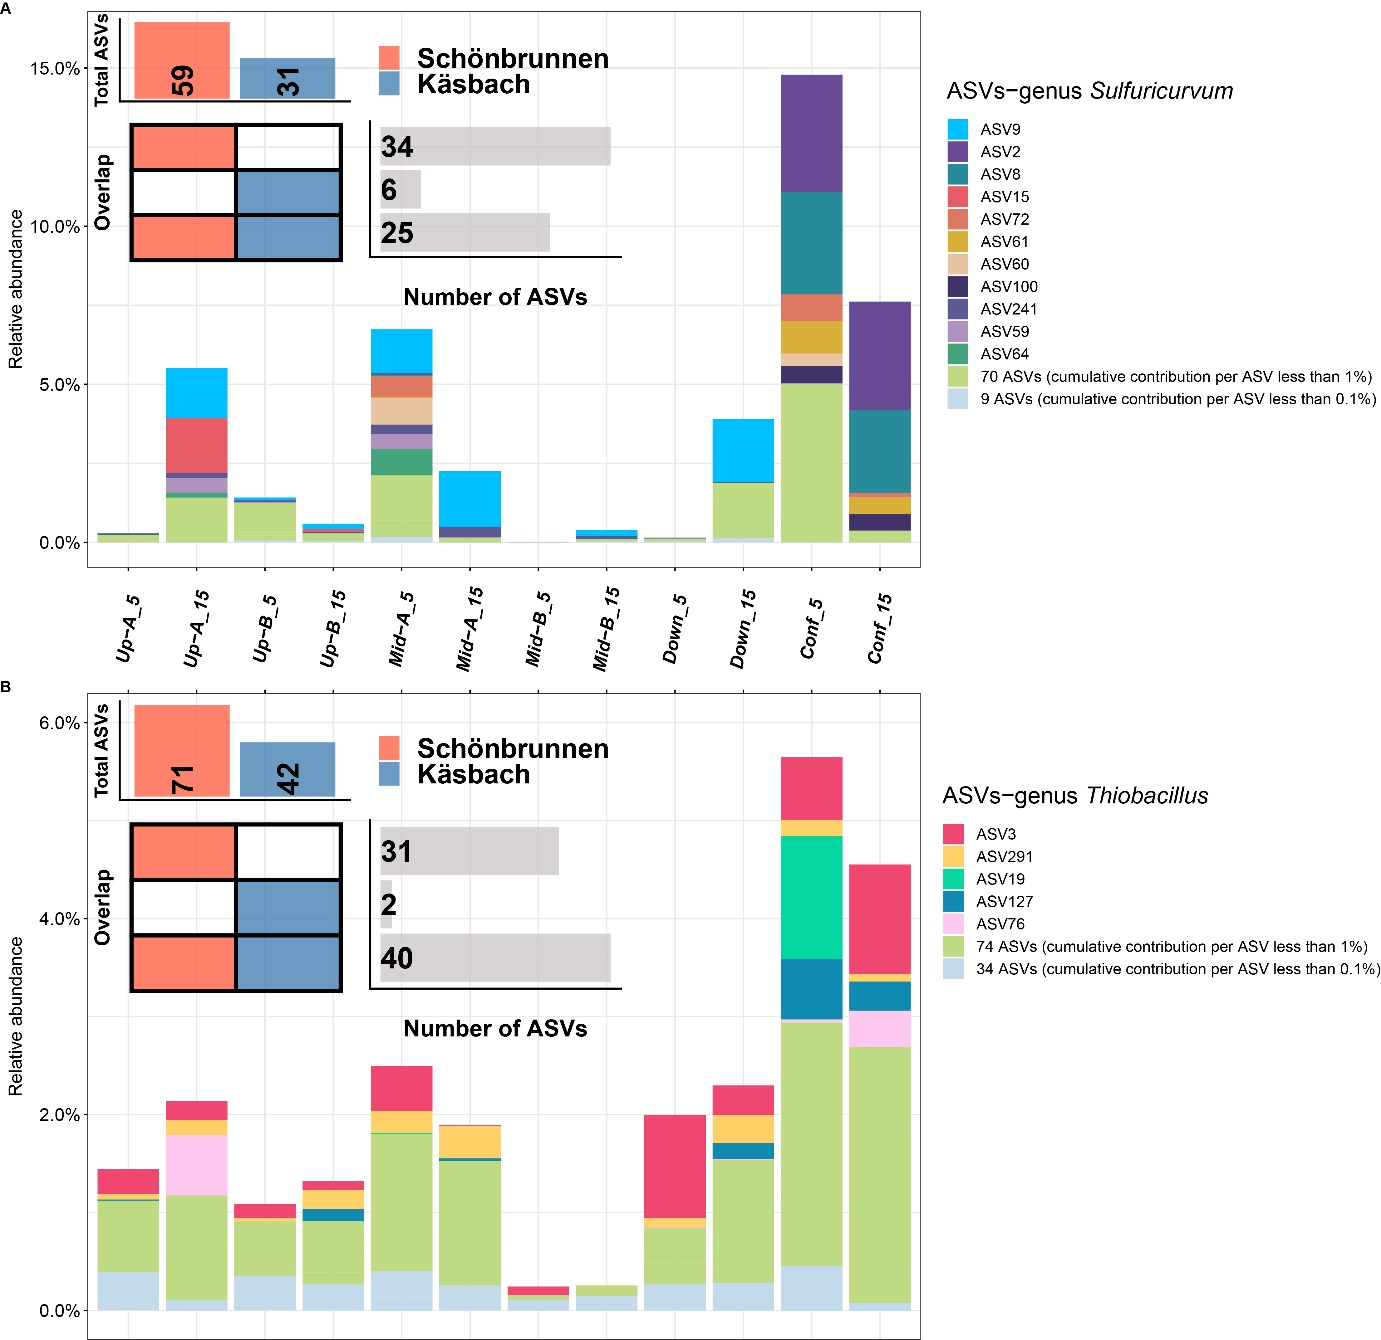 A
Total ASVs
59
31
Schönbrunnen
Käsbach
15.0%
10.0%
5.0%
0.0%
Relative abundance
Overlap
34
6
25
Number of ASVs
Up−A_5
Up−A_15
Up−B_5
Up−B_15
Mid−A_5
Mid−A_15
Mid−B_5
Mid−B_15
Down_5
Down_15
Conf_5
Conf_15
ASVs−genus Sulfuricurvum
ASV9
ASV2
ASV8
ASV15
ASV72
ASV61
ASV60
ASV100
ASV241
ASV59
ASV64
70 ASVs (cumulative contribution per ASV less than 1%)
9 ASVs (cumulative contribution per ASV less than 0.1%)
B
Total ASVs
71
42
Schönbrunnen
Käsbach
6.0%
4.0%
2.0%
0.0%
Relative abundance
Overlap
31
2
40
Number of ASVs
ASVs−genus Thiobacillus
ASV3
ASV291
ASV19
ASV127
ASV76
74 ASVs (cumulative contribution per ASV less than 1%)
34 ASVs (cumulative contribution per ASV less than 0.1%)